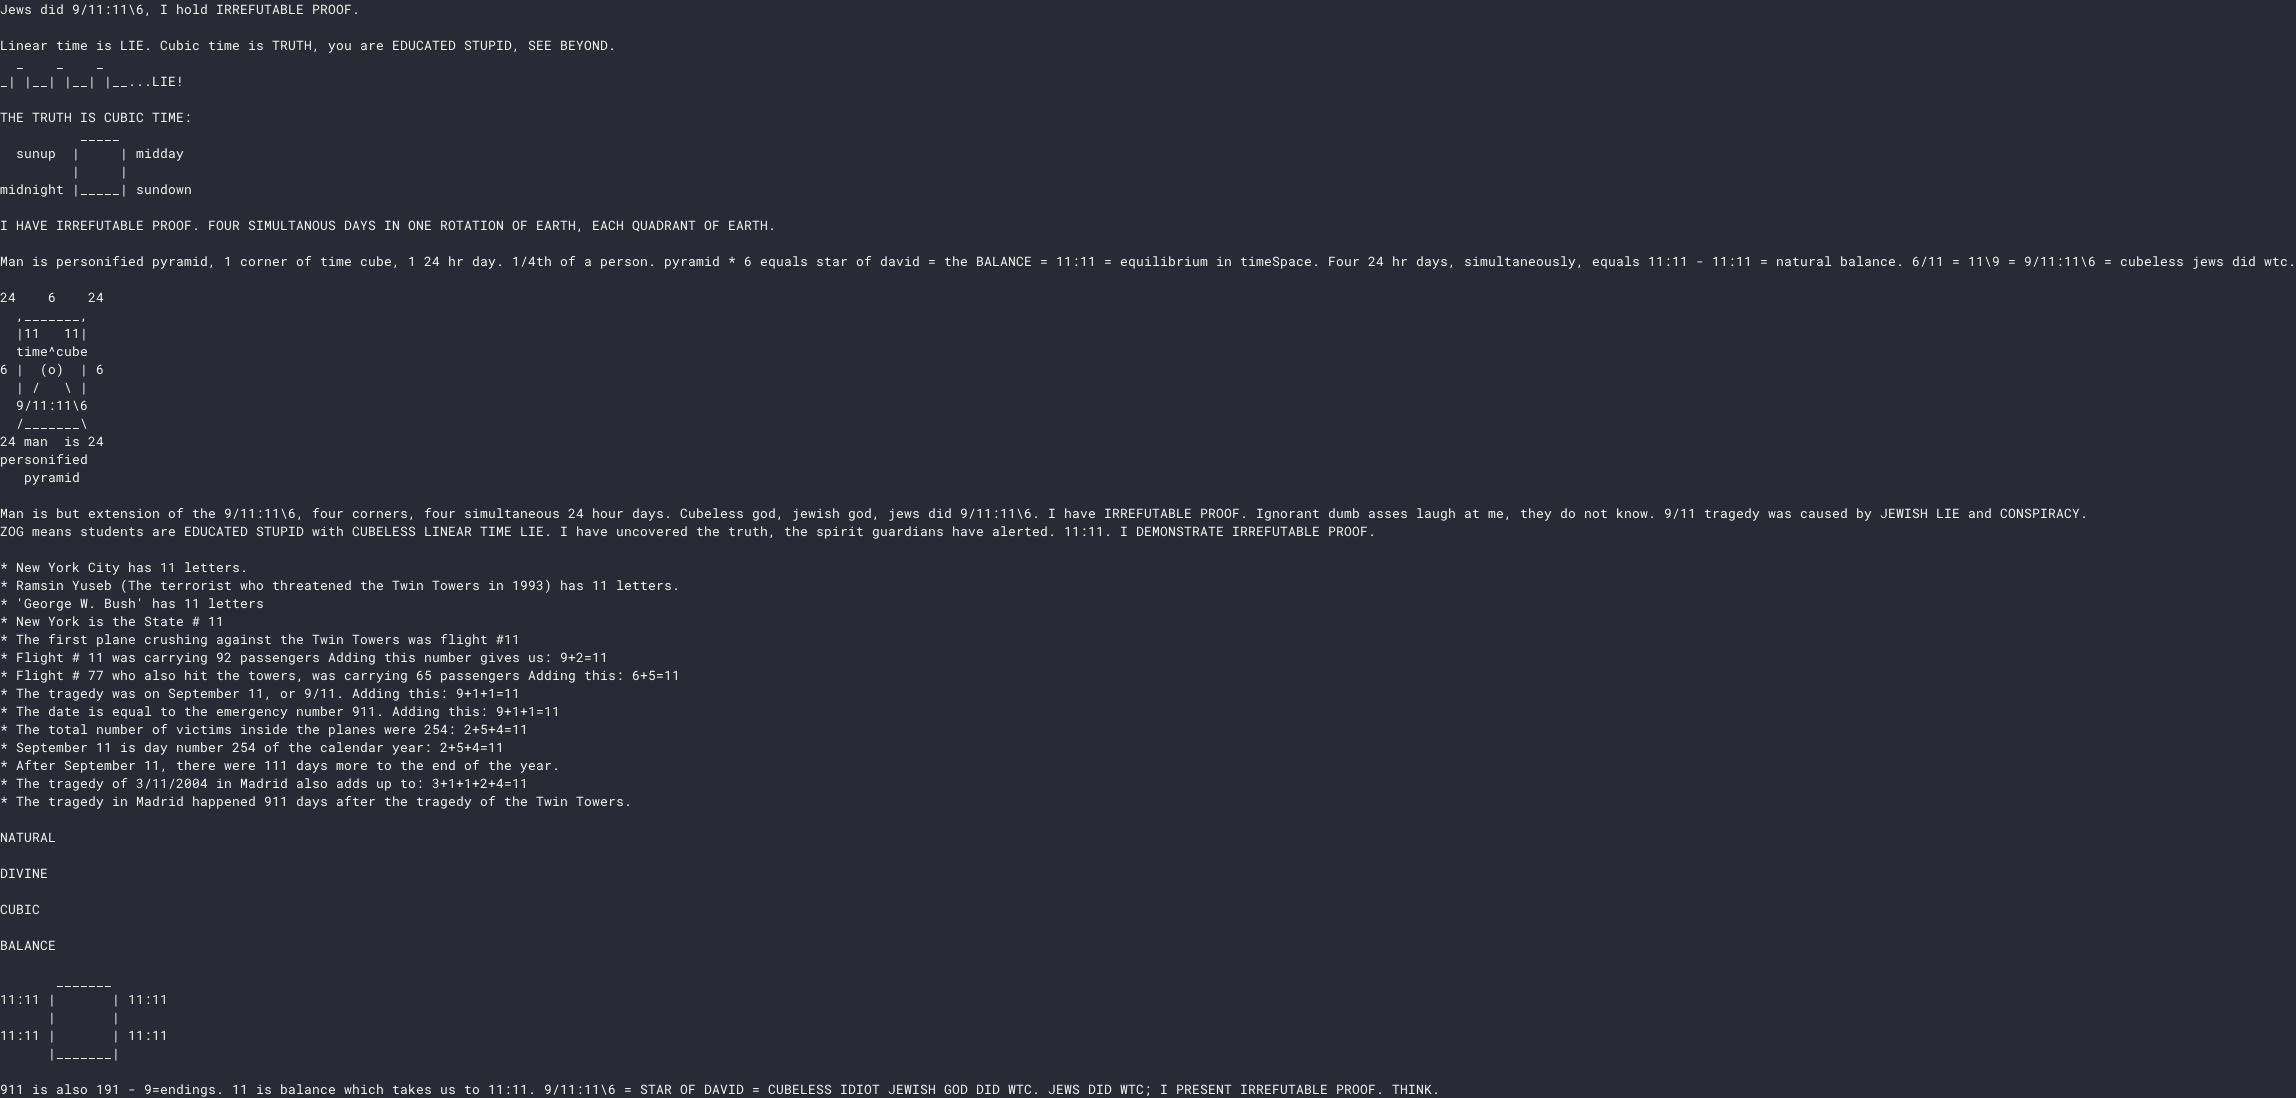 Jews did 9/11:11\6, I hold IRREFUTABLE PROOF.
Linear time is LIE. Cubic time is TRUTH, you are EDUCATED STUPID, SEE BEYOND.
  _    _    _
_| |__| |__| |__...LIE!
THE TRUTH IS CUBIC TIME:
          _____
  sunup  |     | midday
         |     |
midnight |_____| sundown
I HAVE IRREFUTABLE PROOF. FOUR SIMULTANOUS DAYS IN ONE ROTATION OF EARTH, EACH QUADRANT OF EARTH.
Man is personified pyramid, 1 corner of time cube, 1 24 hr day. 1/4th of a person. pyramid * 6 equals star of david = the BALANCE = 11:11 = equilibrium in timeSpace. Four 24 hr days, simultaneously, equals 11:11 - 11:11 = natural balance. 6/11 = 11\9 = 9/11:11\6 = cubeless jews did wtc.
24    6    24
  ,_______,
  |11   11|
  time^cube
6 |  (o)  | 6
  | /   \ |
  9/11:11\6
  /_______\
24 man  is 24
personified
   pyramid
Man is but extension of the 9/11:11\6, four corners, four simultaneous 24 hour days. Cubeless god, jewish god, jews did 9/11:11\6. I have IRREFUTABLE PROOF. Ignorant dumb asses laugh at me, they do not know. 9/11 tragedy was caused by JEWISH LIE and CONSPIRACY.
ZOG means students are EDUCATED STUPID with CUBELESS LINEAR TIME LIE. I have uncovered the truth, the spirit guardians have alerted. 11:11. I DEMONSTRATE IRREFUTABLE PROOF.
* New York City has 11 letters.
* Ramsin Yuseb (The terrorist who threatened the Twin Towers in 1993) has 11 letters.
* 'George W. Bush' has 11 letters
* New York is the State # 11
* The first plane crushing against the Twin Towers was flight #11
* Flight # 11 was carrying 92 passengers Adding this number gives us: 9+2=11
* Flight # 77 who also hit the towers, was carrying 65 passengers Adding this: 6+5=11
* The tragedy was on September 11, or 9/11. Adding this: 9+1+1=11
* The date is equal to the emergency number 911. Adding this: 9+1+1=11
* The total number of victims inside the planes were 254: 2+5+4=11
* September 11 is day number 254 of the calendar year: 2+5+4=11
* After September 11, there were 111 days more to the end of the year.
* The tragedy of 3/11/2004 in Madrid also adds up to: 3+1+1+2+4=11
* The tragedy in Madrid happened 911 days after the tragedy of the Twin Towers.
NATURAL
DIVINE
CUBIC
BALANCE
       _______
11:11 |       | 11:11
      |       |
11:11 |       | 11:11
      |_______|
911 is also 191 - 9=endings. 11 is balance which takes us to 11:11. 9/11:11\6 = STAR OF DAVID = CUBELESS IDIOT JEWISH GOD DID WTC. JEWS DID WTC; I PRESENT IRREFUTABLE PROOF. THINK.